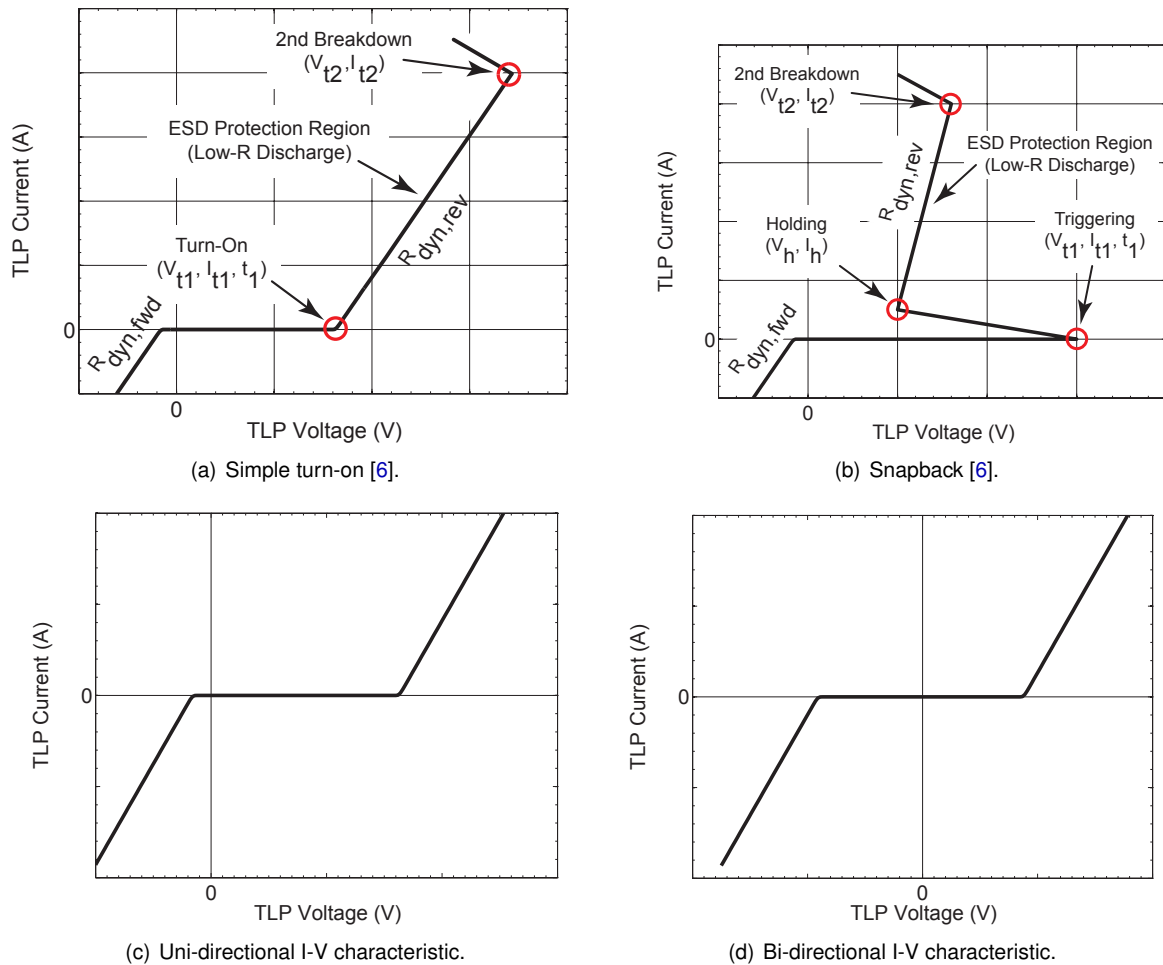 2nd Breakdown
(Vt2,It2)
ESD Protection Region
(Low-R Discharge)
Rdyn,rev
Turn-On
(Vt1, It1, t1)
Rdyn,fwd
TLP Current (A)
0
0
TLP Voltage (V)
(a) Simple turn-on [6].
2nd Breakdown
(Vt2, It2)
ESD Protection Region
(Low-R Discharge)
Rdyn,rev
Holding
(Vh, Ih)
Triggering
(Vt1, It1, t1)
Rdyn,fwd
TLP Current (A)
0
0
TLP Voltage (V)
(b) Snapback [6].
TLP Current (A)
0
0
TLP Voltage (V)
(c) Uni-directional I-V characteristic.
TLP Current (A)
0
0
TLP Voltage (V)
(d) Bi-directional I-V characteristic.